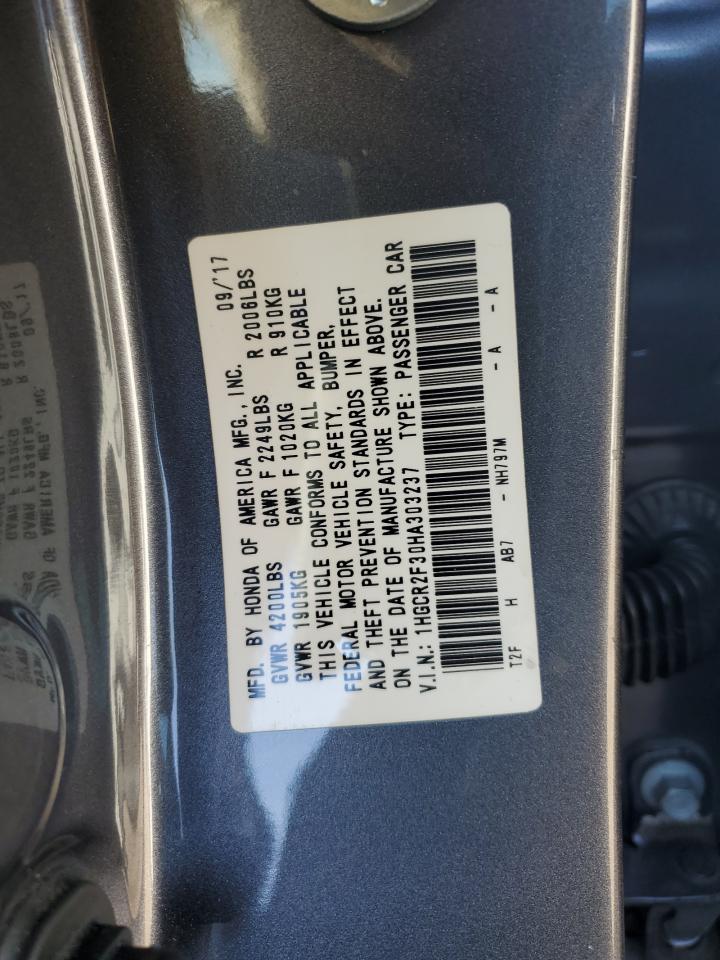 MFD. BY HONDA OF AMERICA MFG., INC. 09/'17
GVWR 4200LBS GAWR F 2249LBS R 2006LBS
GVWR 1905KG GAWR F 1020KG R 910KG
THIS VEHICLE CONFORMS TO ALL APPLICABLE
FEDERAL MOTOR VEHICLE SAFETY, BUMPER,
AND THEFT PREVENTION STANDARDS IN EFFECT
ON THE DATE OF MANUFACTURE SHOWN ABOVE.
V.I.N.: 1HGCR2F30HA303237 TYPE: PASSENGER CAR
T2F H AB7 - NH797M - A - A